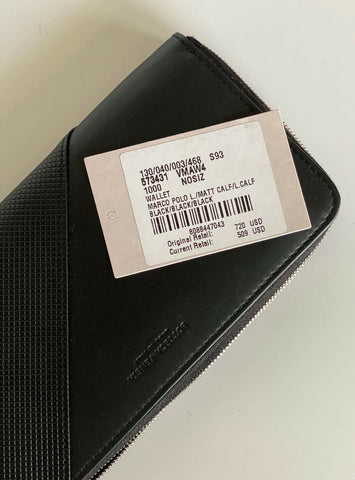 130/040/003/468 S93
873431 VMAW4
1000 NOSIZ
WALLET
MARCO POLO L./MATT CALF/L.CALF
BLACK/BLACK/BLACK
8088447043
Original Retail: 720 USD
Current Retail: 509 USD